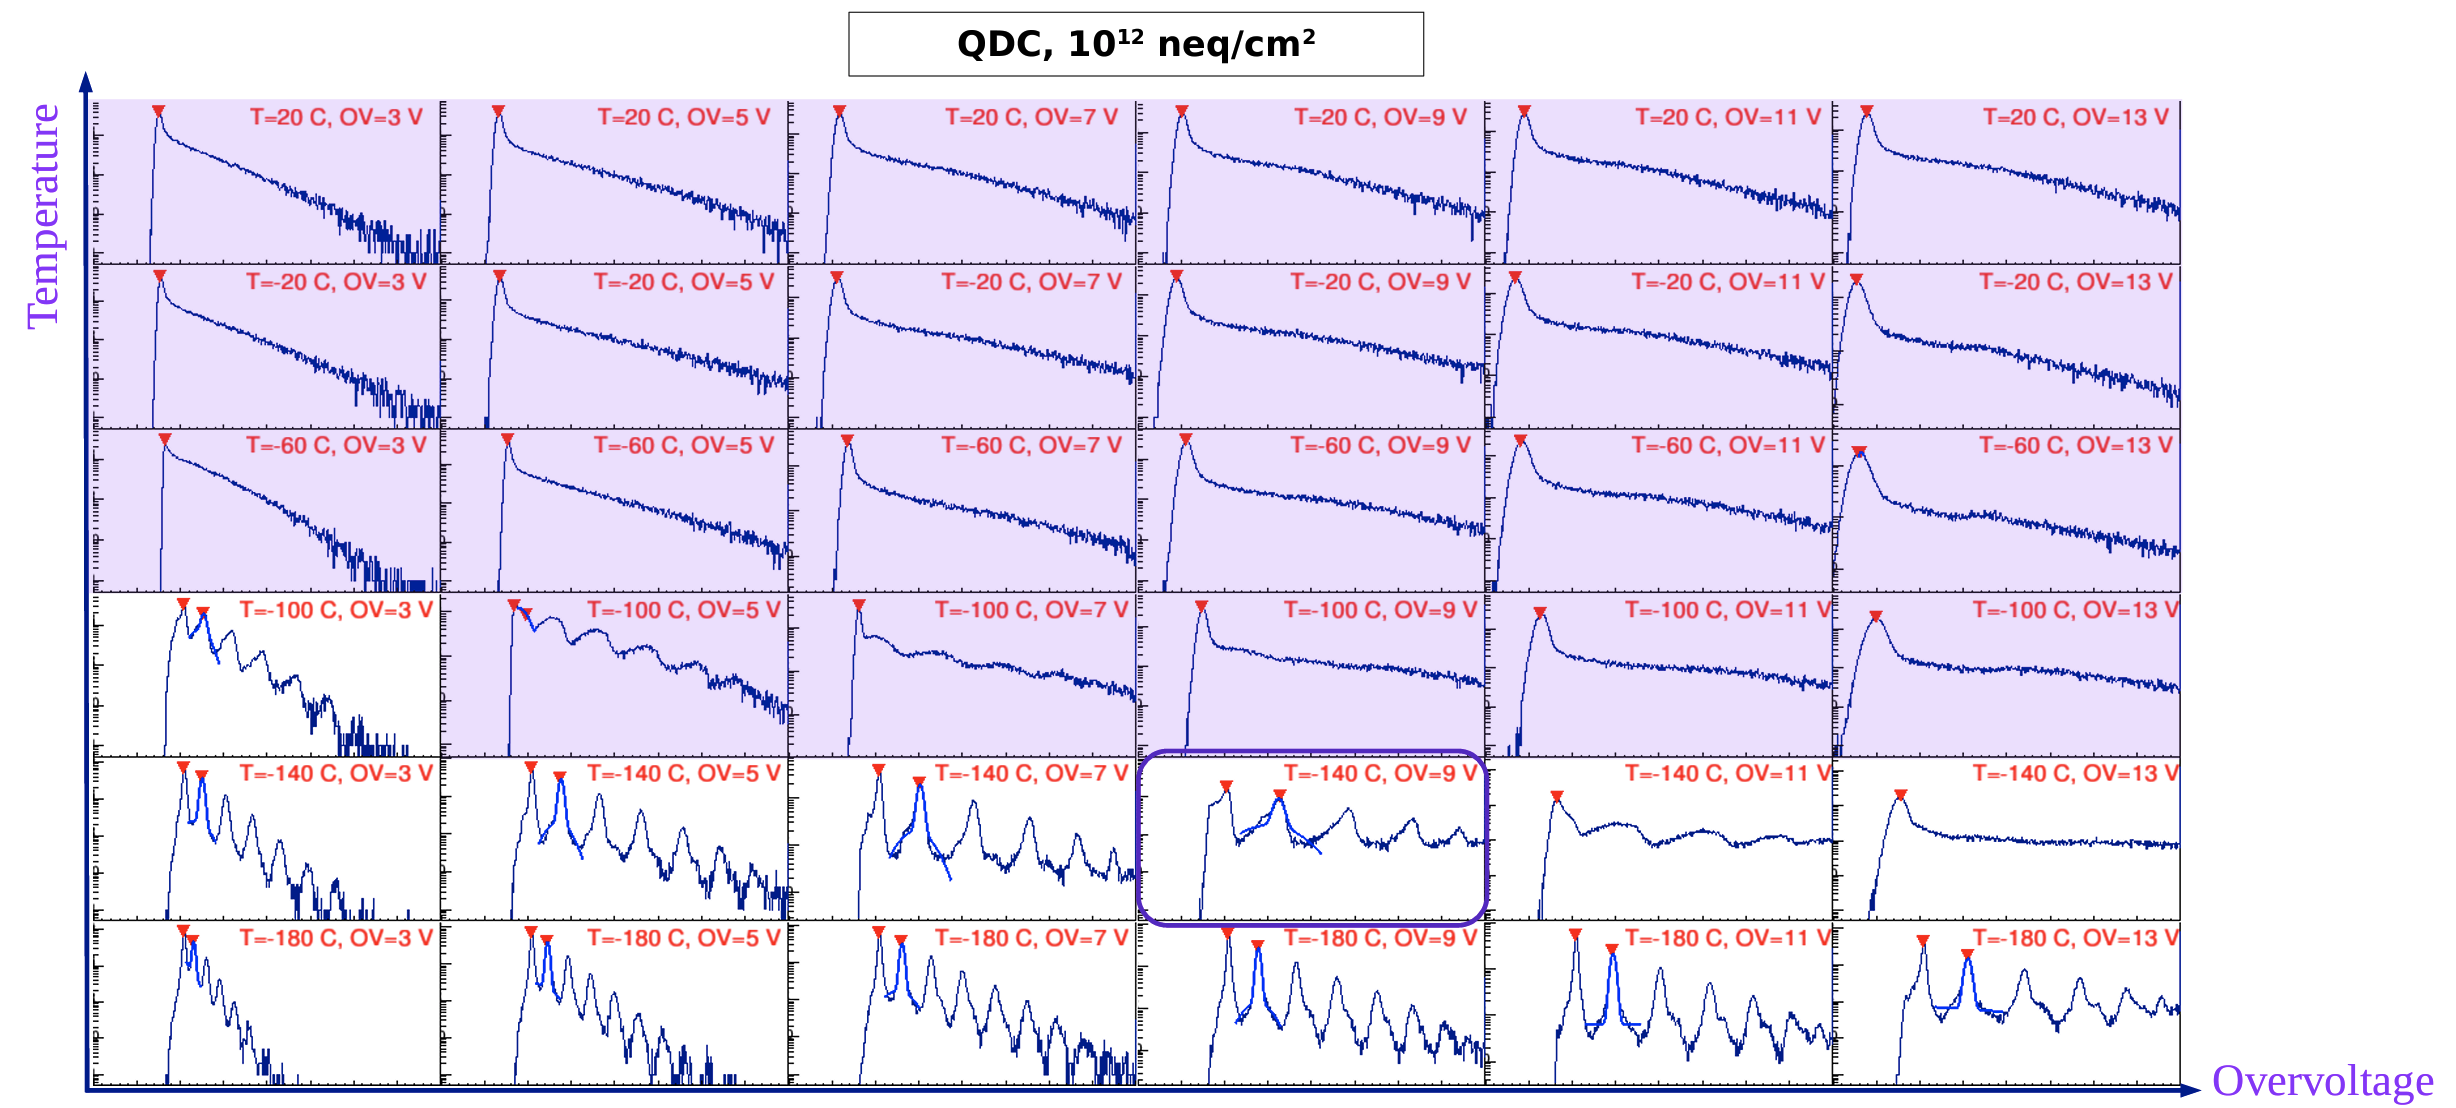 QDC, 10¹² neq/cm²
Temperature
T=20 C, OV=3 V
T=20 C, OV=5 V
T=20 C, OV=7 V
T=20 C, OV=9 V
T=20 C, OV=11 V
T=20 C, OV=13 V
T=-20 C, OV=3 V
T=-20 C, OV=5 V
T=-20 C, OV=7 V
T=-20 C, OV=9 V
T=-20 C, OV=11 V
T=-20 C, OV=13 V
T=-60 C, OV=3 V
T=-60 C, OV=5 V
T=-60 C, OV=7 V
T=-60 C, OV=9 V
T=-60 C, OV=11 V
T=-60 C, OV=13 V
T=-100 C, OV=3 V
T=-100 C, OV=5 V
T=-100 C, OV=7 V
T=-100 C, OV=9 V
T=-100 C, OV=11 V
T=-100 C, OV=13 V
T=-140 C, OV=3 V
T=-140 C, OV=5 V
T=-140 C, OV=7 V
T=-140 C, OV=9 V
T=-140 C, OV=11 V
T=-140 C, OV=13 V
T=-180 C, OV=3 V
T=-180 C, OV=5 V
T=-180 C, OV=7 V
T=-180 C, OV=9 V
T=-180 C, OV=11 V
T=-180 C, OV=13 V
Overvoltage